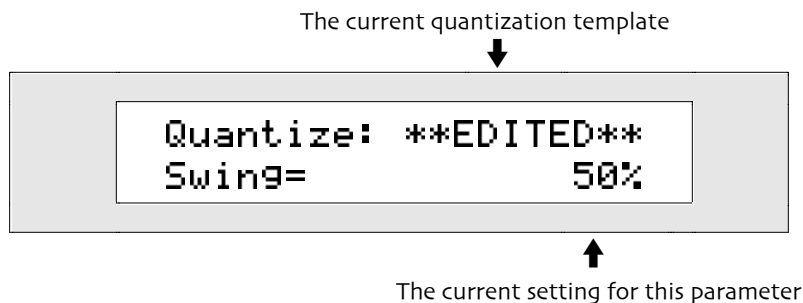 The current quantization template
Quantize: **EDITED**
Swing= 50%
The current setting for this parameter